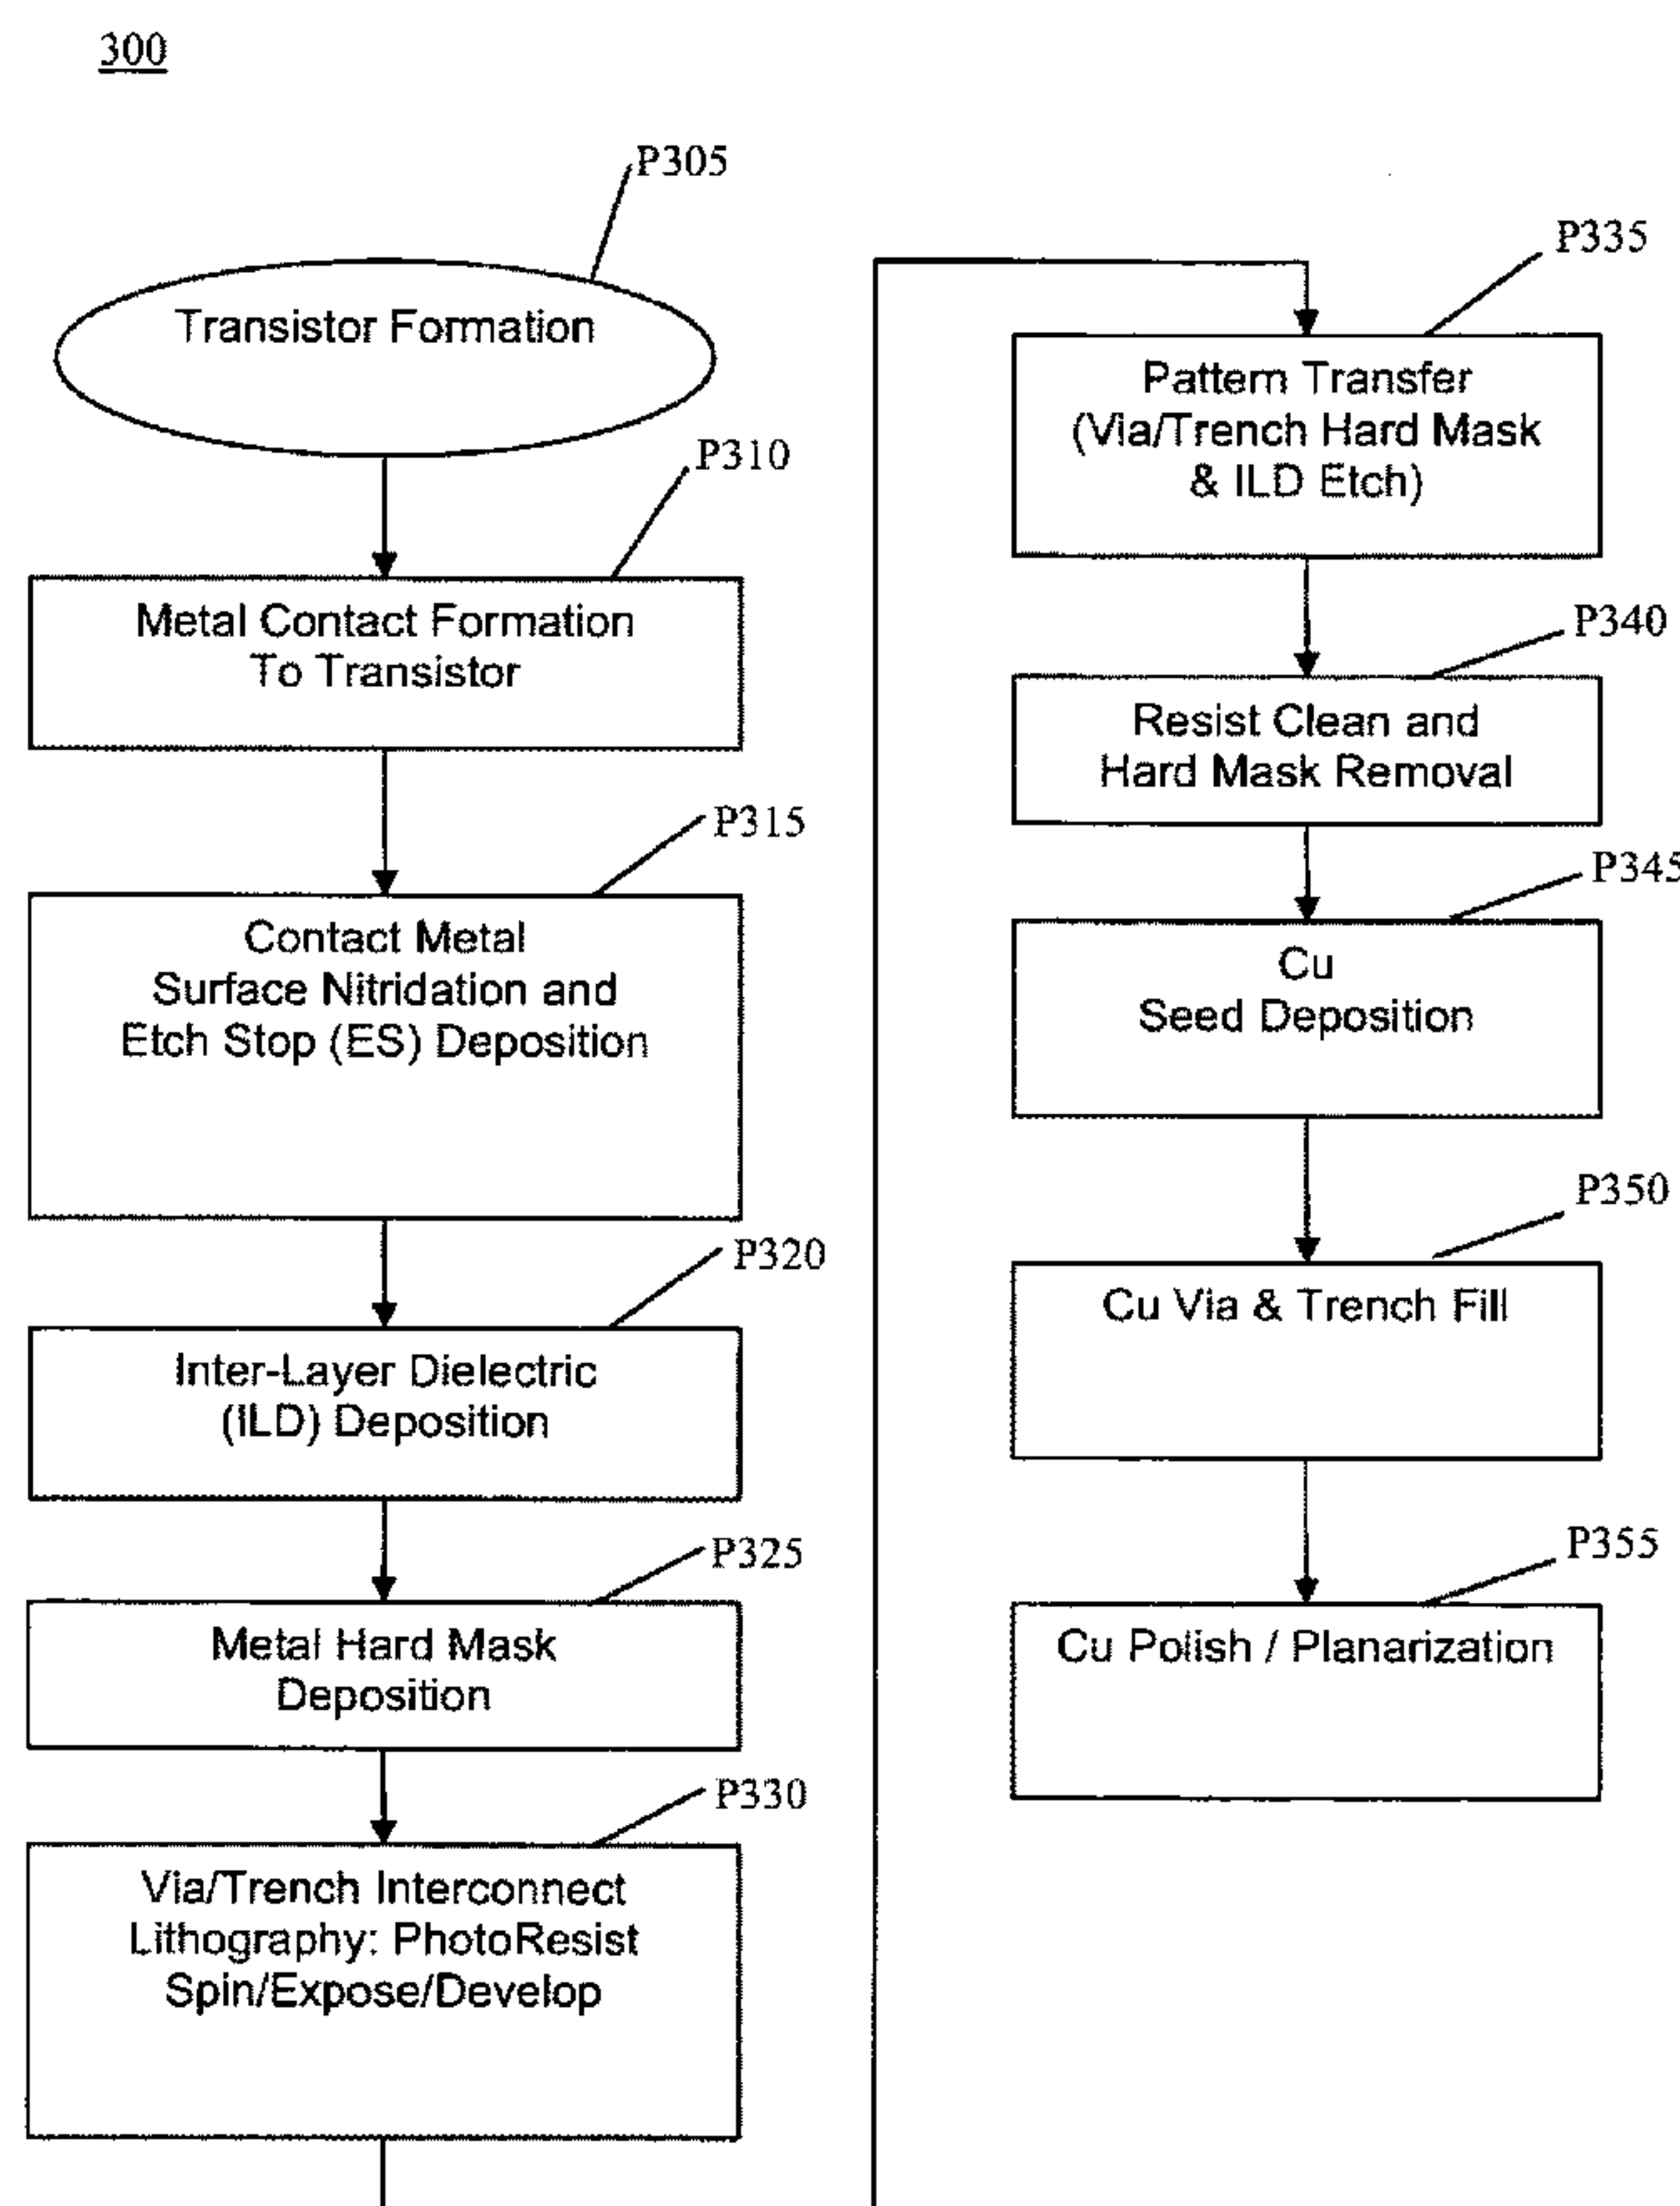 300
P305
Transistor Formation
P310
Metal Contact Formation
To Transistor
P315
Contact Metal
Surface Nitridation and
Etch Stop (ES) Deposition
P320
Inter-Layer Dielectric
(ILD) Deposition
P325
Metal Hard Mask
Deposition
P330
Via/Trench Interconnect
Lithography: PhotoResist
Spin/Expose/Develop
P335
Pattern Transfer
(Via/Trench Hard Mask
& ILD Etch)
P340
Resist Clean and
Hard Mask Removal
P345
Cu
Seed Deposition
P350
Cu Via & Trench Fill
P355
Cu Polish / Planarization